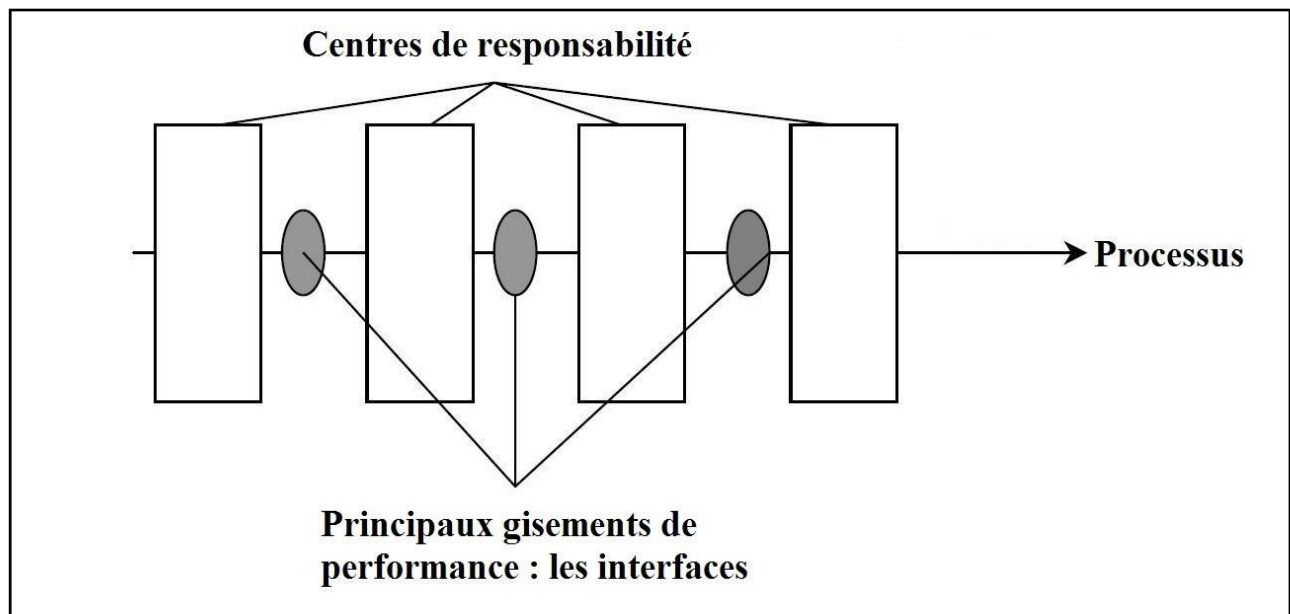 Centres de responsabilité
Processus
Principaux gisements de
performance : les interfaces